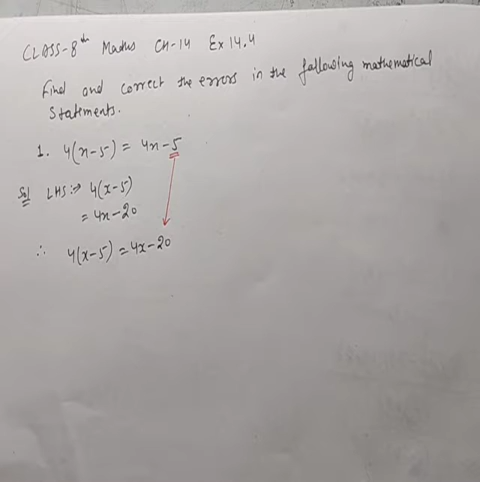 CLASS-8th Maths CH-14 Ex 14.4
Find and correct the errors in the following mathematical
statements.
1. 4(x-5) = 4x-5
Sol LHS:⇒ 4(x-5)
= 4x-20
∴ 4(x-5) = 4x-20